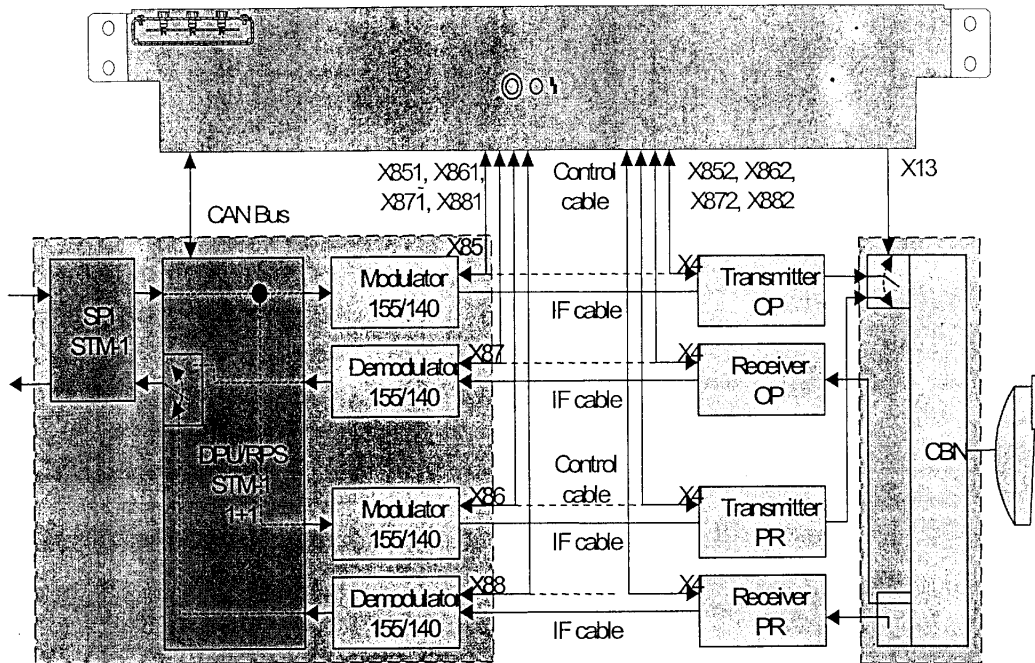 X851, X861,
X871, X881
Control
cable
X852, X862,
X872, X882
X13
CAN Bus
X85
X4
Modulator
155/140
Transmitter
OP
SPI
STM-1
IF cable
X87
X4
Demodulator
155/140
Receiver
OP
IF cable
DPU/RPS
STM-1
1+1
CBN
Control
cable
X86
X4
Modulator
155/140
Transmitter
PR
IF cable
X88
X4
Demodulator
155/140
Receiver
PR
IF cable